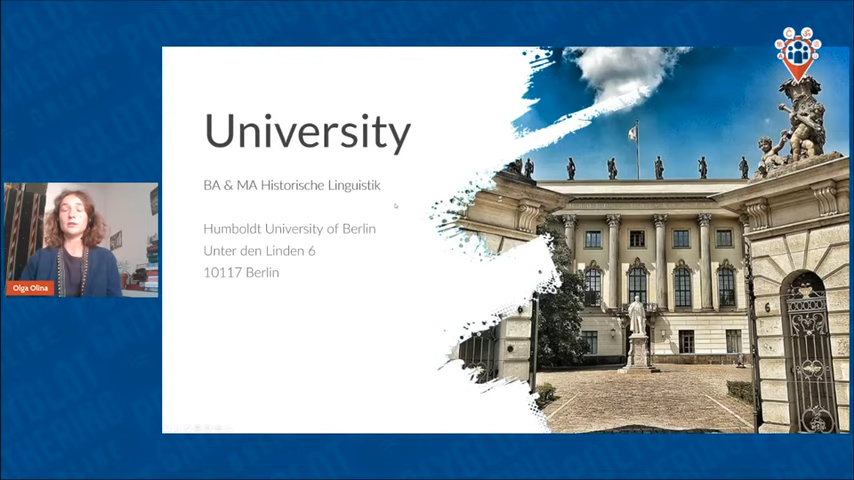 University
BA & MA Historische Linguistik
Humboldt University of Berlin
Unter den Linden 6
10117 Berlin
Olga Olina